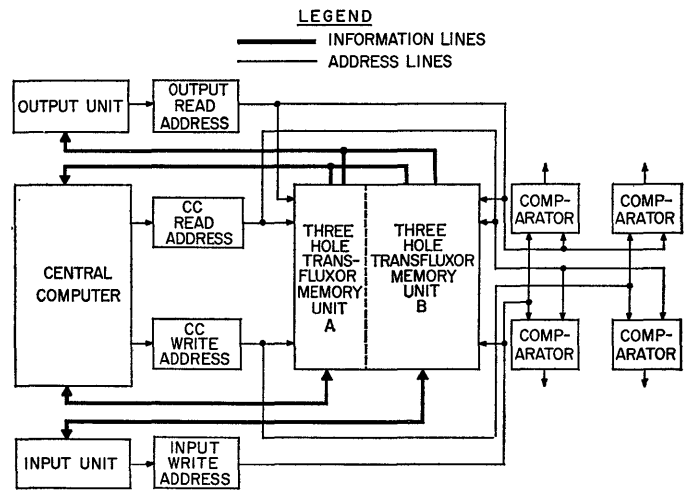 LEGEND
INFORMATION LINES
ADDRESS LINES
OUTPUT UNIT
OUTPUT
READ
ADDRESS
CC
READ
ADDRESS
CENTRAL
COMPUTER
CC
WRITE
ADDRESS
INPUT UNIT
INPUT
WRITE
ADDRESS
THREE
HOLE
TRANS-
FLUXOR
MEMORY
UNIT
A
THREE
HOLE
TRANSFLUXOR
MEMORY
UNIT
B
COMP-
ARATOR
COMP-
ARATOR
COMP-
ARATOR
COMP-
ARATOR